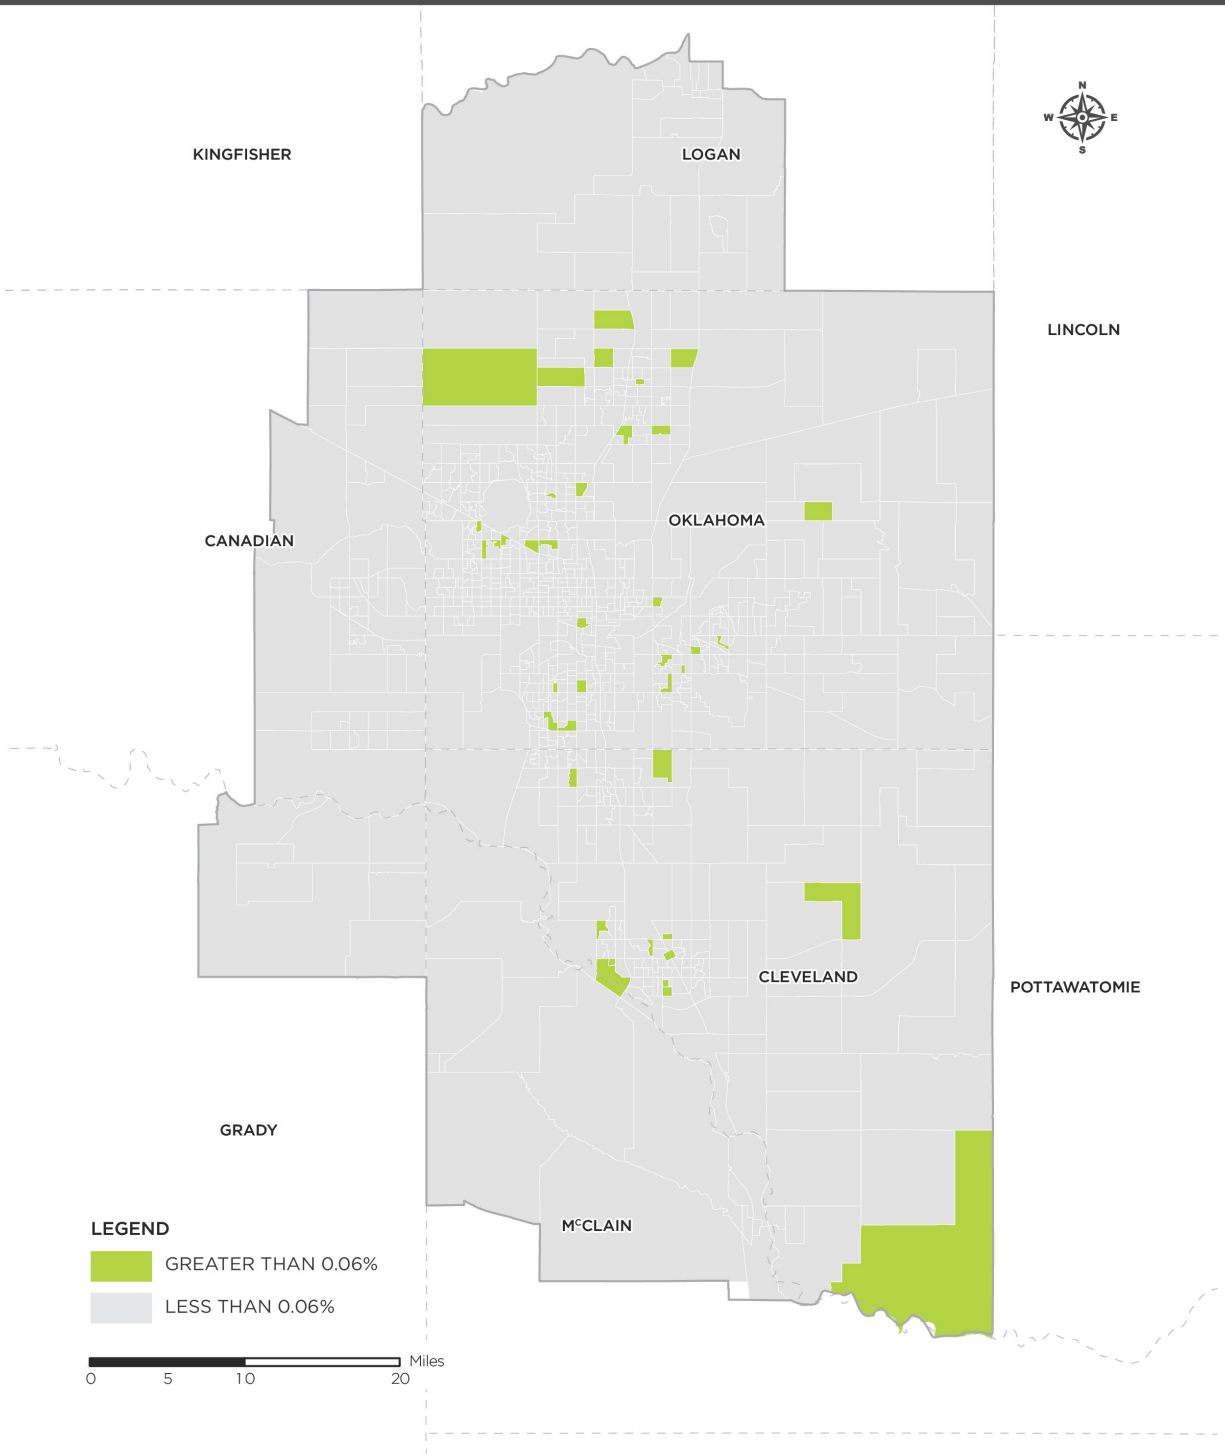 N
W E
S
KINGFISHER
LOGAN
LINCOLN
OKLAHOMA
CANADIAN
CLEVELAND
POTTAWATOMIE
GRADY
MCCLAIN
LEGEND
GREATER THAN 0.06%
LESS THAN 0.06%
Miles
0 5 10 20